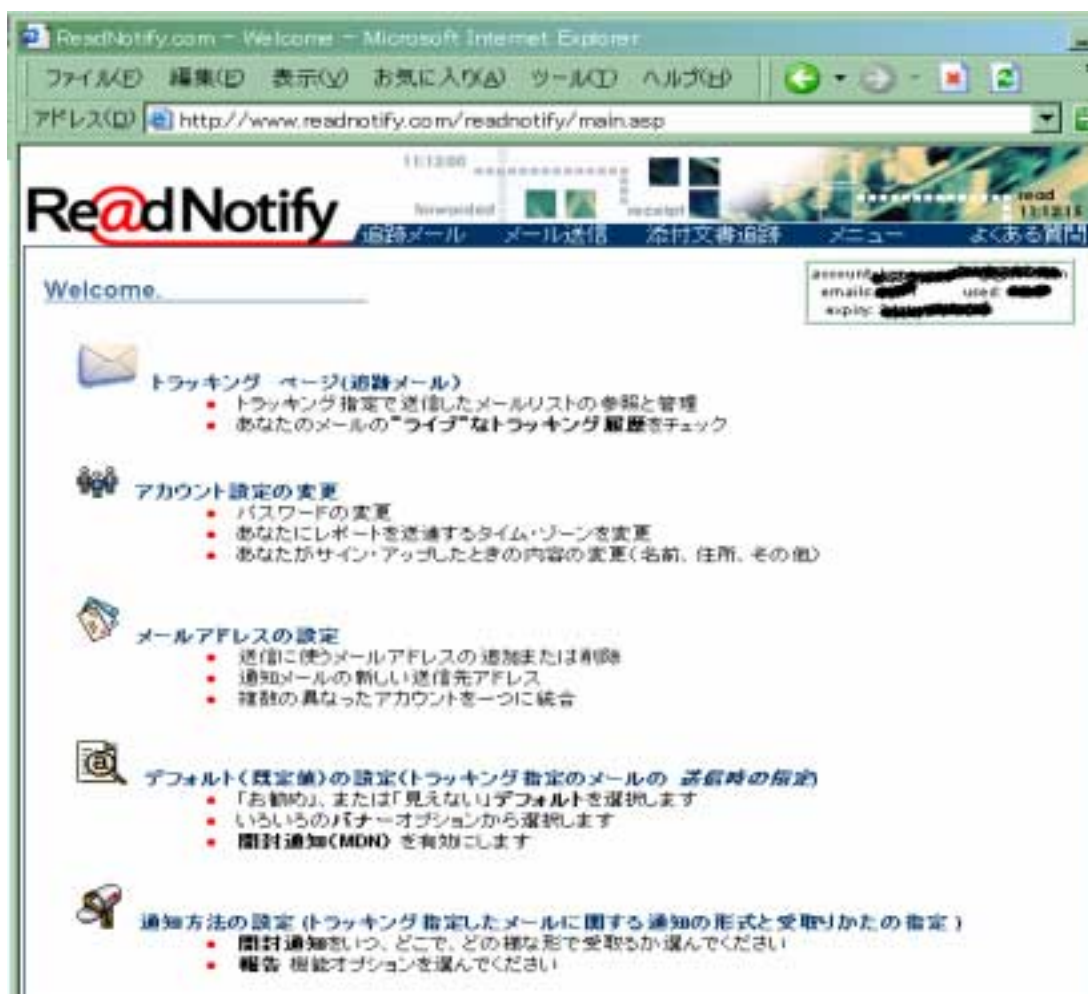 ReadNotify.com - Welcome - Microsoft Internet Explorer
ファイル(F) 編集(E) 表示(V) お気に入り(A) ツール(T) ヘルプ(H)
アドレス(D) http://www.readnotify.com/readnotify/main.asp
Re@dNotify
11:13:00
forwarded
receipt
read
11:12:15
追跡メール メール送信 添付文書追跡 メニュー よくある質問
Welcome.
account:
emails: used:
expiry:
トラッキング ページ(追跡メール)
トラッキング指定で送信したメールリストの参照と管理
あなたのメールの"ライブ"なトラッキング履歴をチェック
アカウント設定の変更
パスワードの変更
あなたにレポートを送達するタイム・ゾーンを変更
あなたがサイン・アップしたときの内容の変更(名前、住所、その他)
メールアドレスの設定
送信に使うメールアドレスの追加または削除
通知メールの新しい送信先アドレス
複数の異なったアカウントを一つに統合
デフォルト(既定値)の設定(トラッキング指定のメールの 送信時の指定)
「お勧め」、または「見えない」デフォルトを選択します
いろいろのバナーオプションから選択します
開封通知(MDN) を有効にします
通知方法の設定 (トラッキング指定したメールに関する通知の形式と受取りかたの指定 )
開封通知をいつ、どこで、どの様な形で受取るか選んでください
報告 機能オプションを選んでください